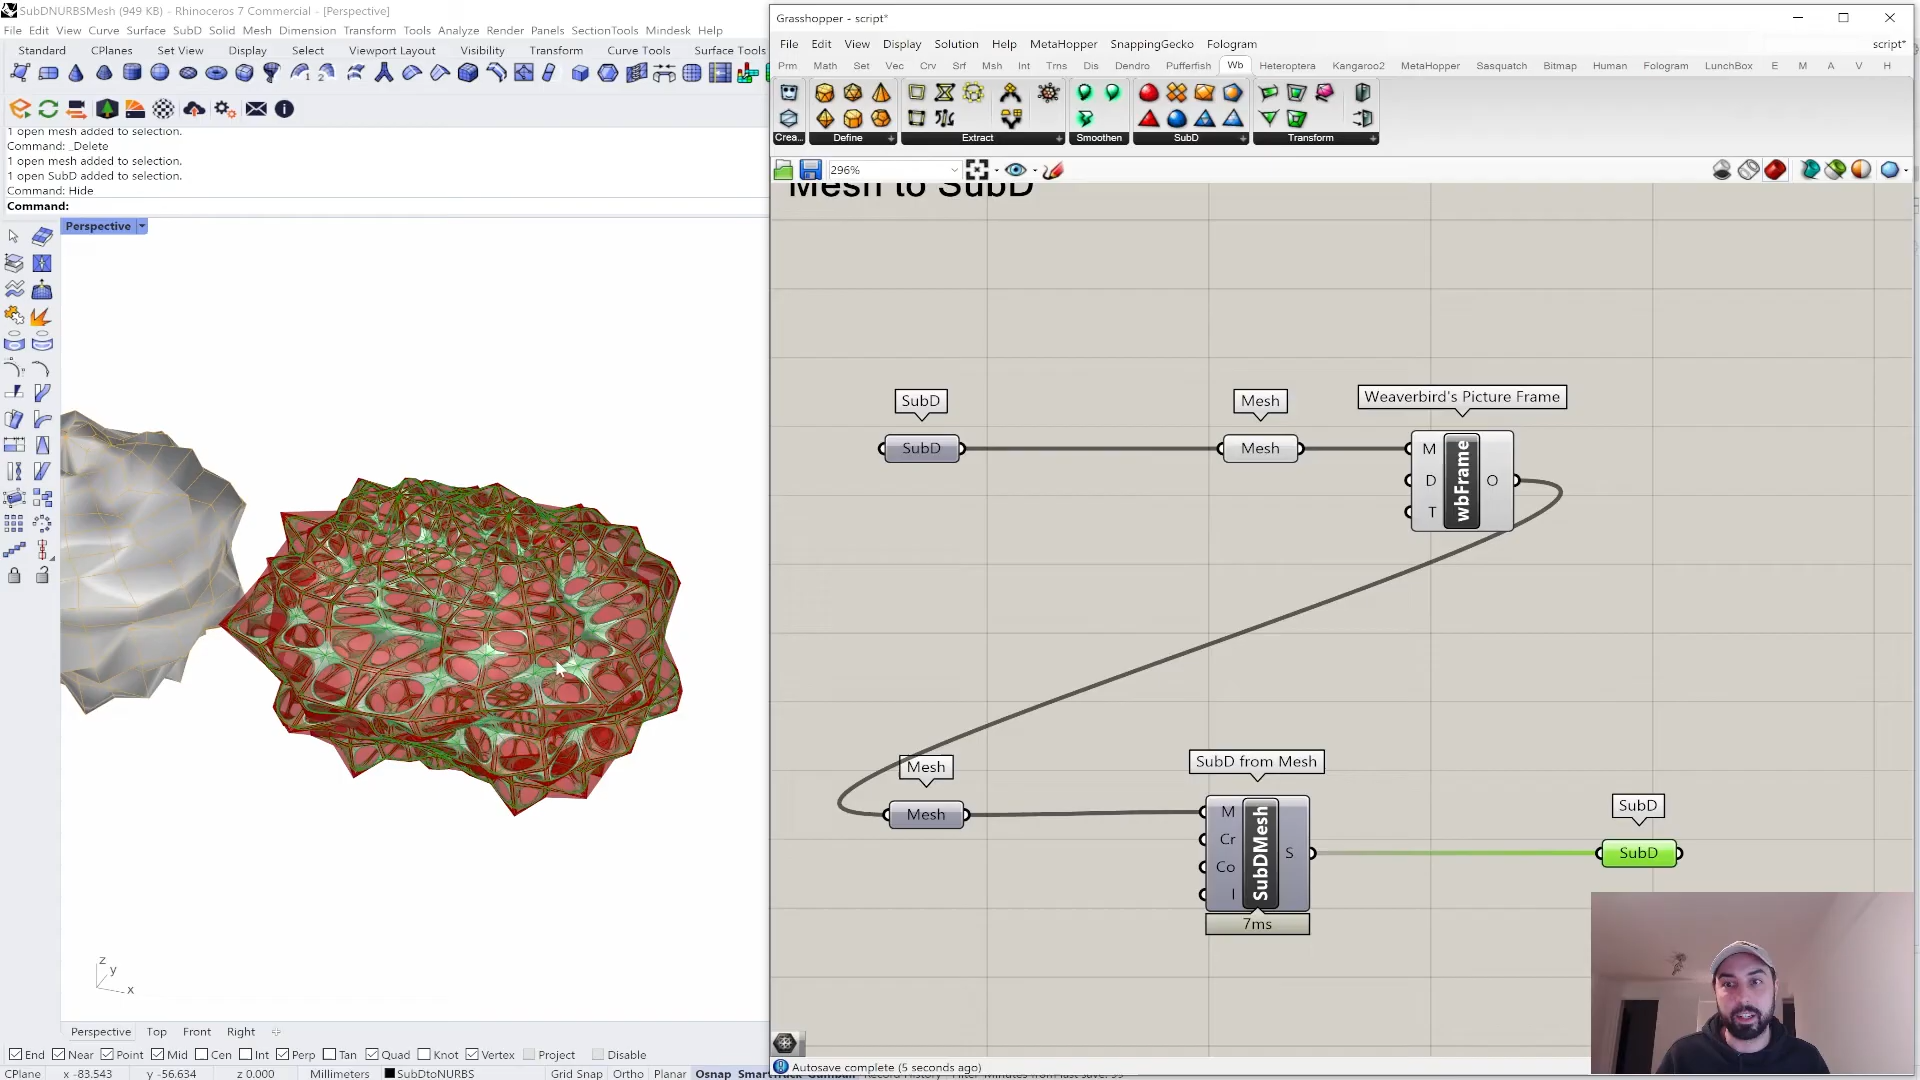 SubDNURBSMesh (949 KB) - Rhinoceros 7 Commercial - [Perspective]
File Edit View Curve Surface SubD Solid Mesh Dimension Transform Tools Analyze Render Panels SectionTools Mindesk Help
Standard CPlanes Set View Display Select Viewport Layout Visibility Transform Curve Tools Surface Tools
1 open mesh added to selection.
Command: _Delete
1 open mesh added to selection.
1 open SubD added to selection.
Command: Hide
Command:
Perspective
z
y
x
Perspective Top Front Right
End Near Point Mid Cen Int Perp Tan Quad Knot Vertex Project Disable
CPlane x -83.543 y -56.634 z 0.000 Millimeters SubDtoNURBS Grid Snap Ortho Planar Osnap SmartTrack Gumball
Grasshopper - script*
File Edit View Display Solution Help MetaHopper SnappingGecko Fologram script*
Prm Math Set Vec Crv Srf Msh Int Trns Dis Dendro Pufferfish Wb Heteroptera Kangaroo2 MetaHopper Sasquatch Bitmap Human Fologram LunchBox E M A V H
Crea... Define Extract Smoothen SubD Transform
296%
Mesh to SubD
SubD
SubD
Mesh
Mesh
Weaverbird's Picture Frame
M
D
T
wbFrame
O
Mesh
Mesh
SubD from Mesh
M
Cr
Co
I
SubDMesh
S
7ms
SubD
SubD
Autosave complete (5 seconds ago)